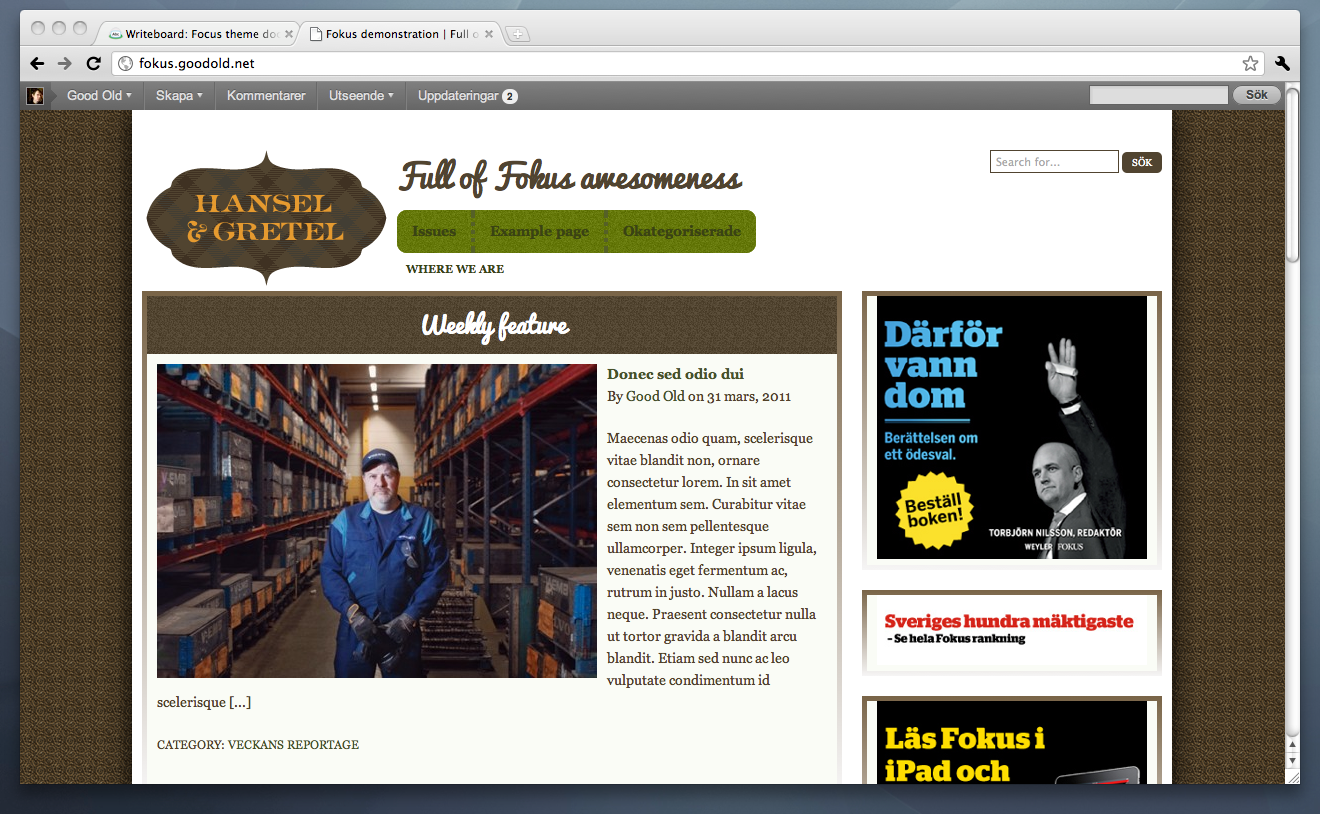 Writeboard: Focus theme do
Fokus demonstration | Full o
fokus.goodold.net
Good Old
Skapa
Kommentarer
Utseende
Uppdateringar 2
Sök
HANSEL
& GRETEL
Full of Fokus awesomeness
Search for...
SÖK
Issues
Example page
Okategoriserade
WHERE WE ARE
Weekly feature
Donec sed odio dui
By Good Old on 31 mars, 2011
Maecenas odio quam, scelerisque
vitae blandit non, ornare
consectetur lorem. In sit amet
elementum sem. Curabitur vitae
sem non sem pellentesque
ullamcorper. Integer ipsum ligula,
venenatis eget fermentum ac,
rutrum in justo. Nullam a lacus
neque. Praesent consectetur nulla
ut tortor gravida a blandit arcu
blandit. Etiam sed nunc ac leo
vulputate condimentum id
scelerisque [...]
CATEGORY: VECKANS REPORTAGE
Därför
vann
dom
Berättelsen om
ett ödesval.
Beställ
boken!
TORBJÖRN NILSSON, REDAKTÖR
WEYLER FOKUS
Sveriges hundra mäktigaste
- Se hela Fokus rankning
Läs Fokus i
iPad och